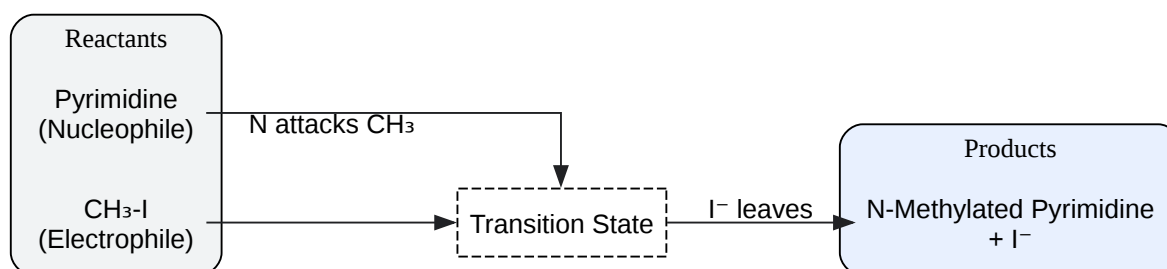 Reactants
Pyrimidine
(Nucleophile)
N attacks CH₃
CH₃-I
(Electrophile)
Transition State
I⁻ leaves
Products
N-Methylated Pyrimidine
+ I⁻